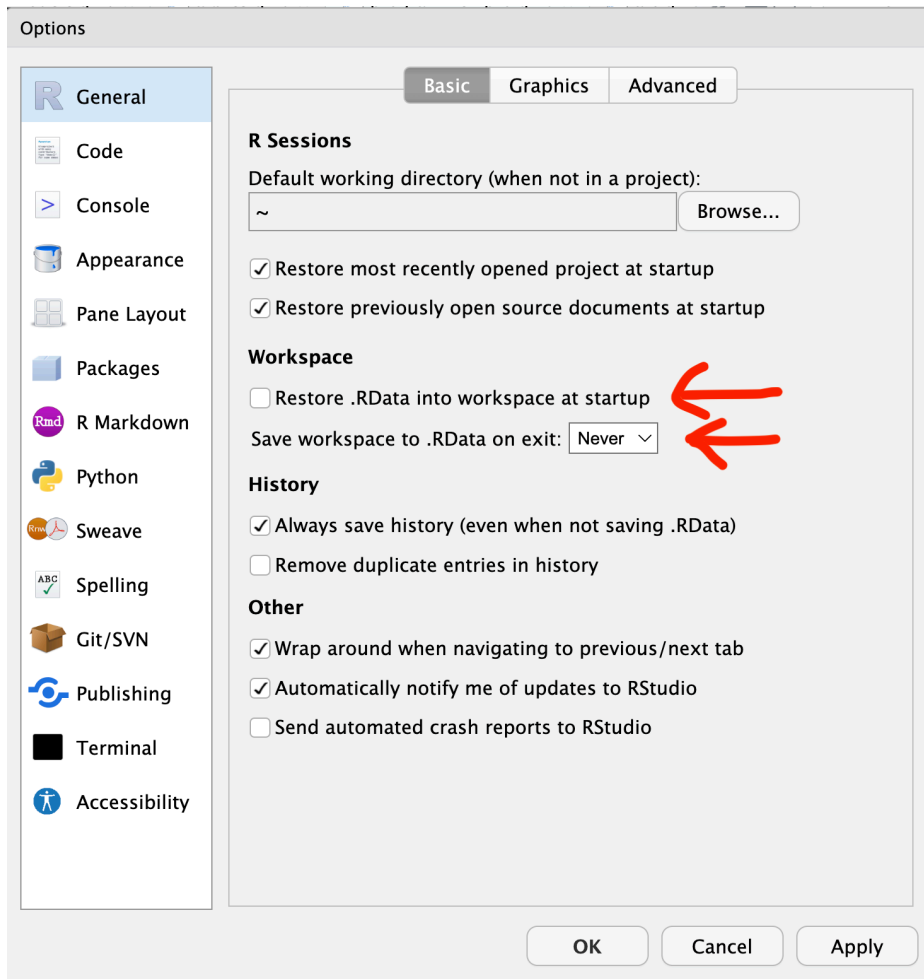 Options
General
Code
Console
Appearance
Pane Layout
Packages
Rmd R Markdown
Python
Rnw Sweave
ABC Spelling
Git/SVN
Publishing
Terminal
Accessibility
Basic Graphics Advanced
R Sessions
Default working directory (when not in a project):
~ Browse...
Restore most recently opened project at startup
Restore previously open source documents at startup
Workspace
Restore .RData into workspace at startup
Save workspace to .RData on exit: Never
History
Always save history (even when not saving .RData)
Remove duplicate entries in history
Other
Wrap around when navigating to previous/next tab
Automatically notify me of updates to RStudio
Send automated crash reports to RStudio
OK Cancel Apply